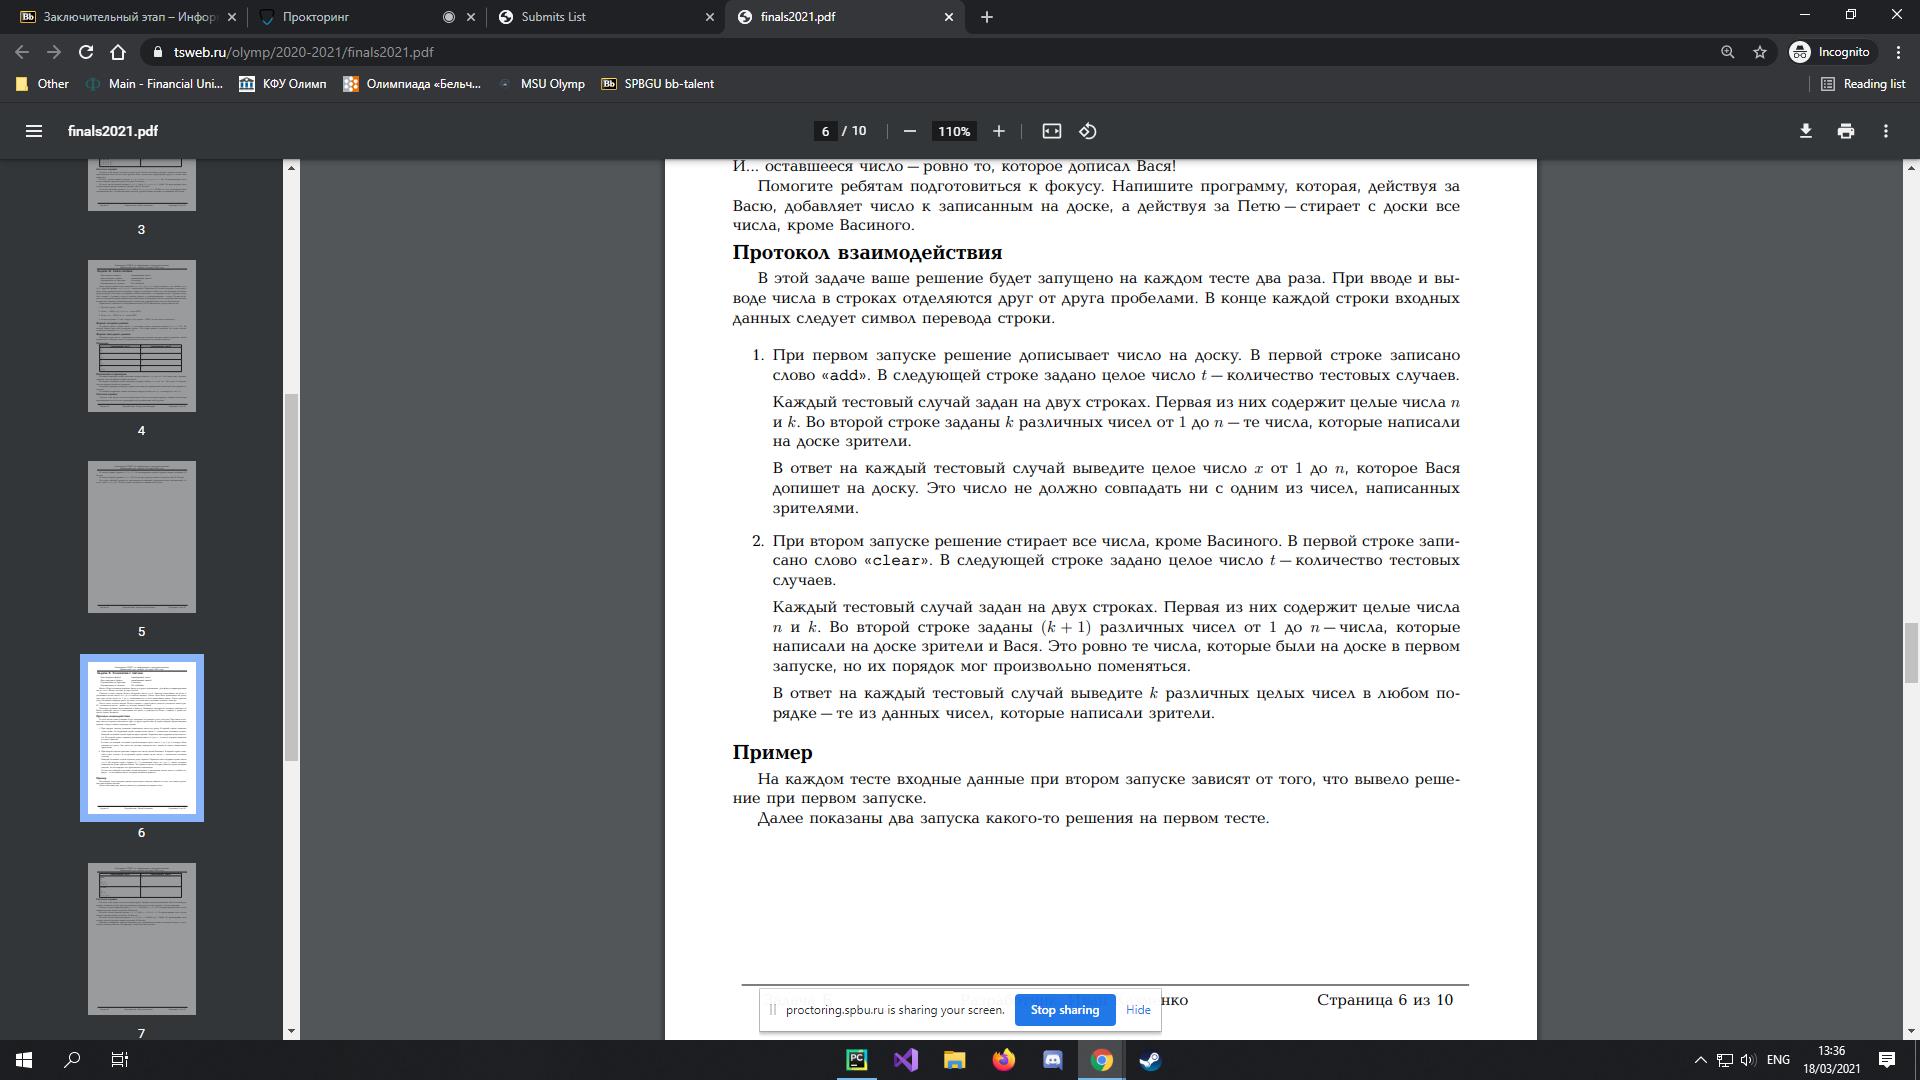 Заключительный этап – Инфор
Прокторинг
Submits List
finals2021.pdf
tsweb.ru/olymp/2020-2021/finals2021.pdf
Incognito
Other
Main - Financial Uni...
КФУ Олимп
Олимпиада «Бельч...
MSU Olymp
Bb SPBGU bb-talent
Reading list
finals2021.pdf
6 / 10
110%
И... оставшееся число — ровно то, которое дописал Вася!
Помогите ребятам подготовиться к фокусу. Напишите программу, которая, действуя за
Васю, добавляет число к записанным на доске, а действуя за Петю — стирает с доски все
числа, кроме Васиного.
Протокол взаимодействия
В этой задаче ваше решение будет запущено на каждом тесте два раза. При вводе и вы-
воде числа в строках отделяются друг от друга пробелами. В конце каждой строки входных
данных следует символ перевода строки.
1. При первом запуске решение дописывает число на доску. В первой строке записано
слово «add». В следующей строке задано целое число t — количество тестовых случаев.
Каждый тестовый случай задан на двух строках. Первая из них содержит целые числа n
и k. Во второй строке заданы k различных чисел от 1 до n — те числа, которые написали
на доске зрители.
В ответ на каждый тестовый случай выведите целое число x от 1 до n, которое Вася
допишет на доску. Это число не должно совпадать ни с одним из чисел, написанных
зрителями.
2. При втором запуске решение стирает все числа, кроме Васиного. В первой строке запи-
сано слово «clear». В следующей строке задано целое число t — количество тестовых
случаев.
Каждый тестовый случай задан на двух строках. Первая из них содержит целые числа
n и k. Во второй строке заданы (k + 1) различных чисел от 1 до n — числа, которые
написали на доске зрители и Вася. Это ровно те числа, которые были на доске в первом
запуске, но их порядок мог произвольно поменяться.
В ответ на каждый тестовый случай выведите k различных целых чисел в любом по-
рядке — те из данных чисел, которые написали зрители.
Пример
На каждом тесте входные данные при втором запуске зависят от того, что вывело реше-
ние при первом запуске.
Далее показаны два запуска какого-то решения на первом тесте.
нко
Страница 6 из 10
proctoring.spbu.ru is sharing your screen.
Stop sharing
Hide
3
4
5
6
7
ENG
13:36
18/03/2021